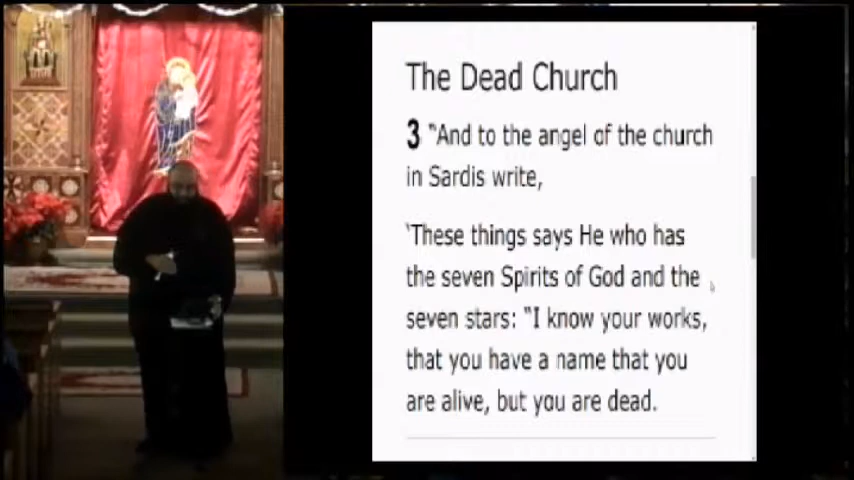 The Dead Church
3 "And to the angel of the church
in Sardis write,
'These things says He who has
the seven Spirits of God and the
seven stars: "I know your works,
that you have a name that you
are alive, but you are dead.